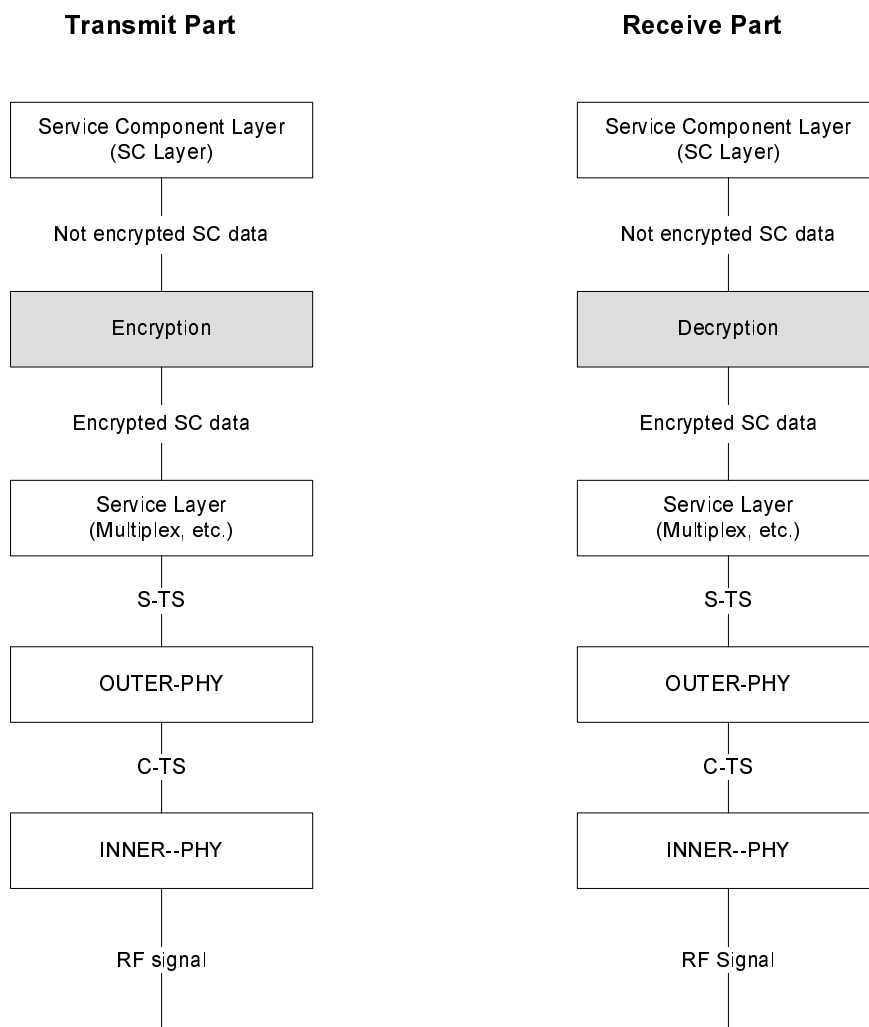 Transmit Part
Service Component Layer
(SC Layer)
Not encrypted SC data
Encryption
Encrypted SC data
Service Layer
(Multiplex, etc.)
S-TS
OUTER-PHY
C-TS
INNER--PHY
RF signal
Receive Part
Service Component Layer
(SC Layer)
Not encrypted SC data
Decryption
Encrypted SC data
Service Layer
(Multiplex, etc.)
S-TS
OUTER-PHY
C-TS
INNER--PHY
RF Signal